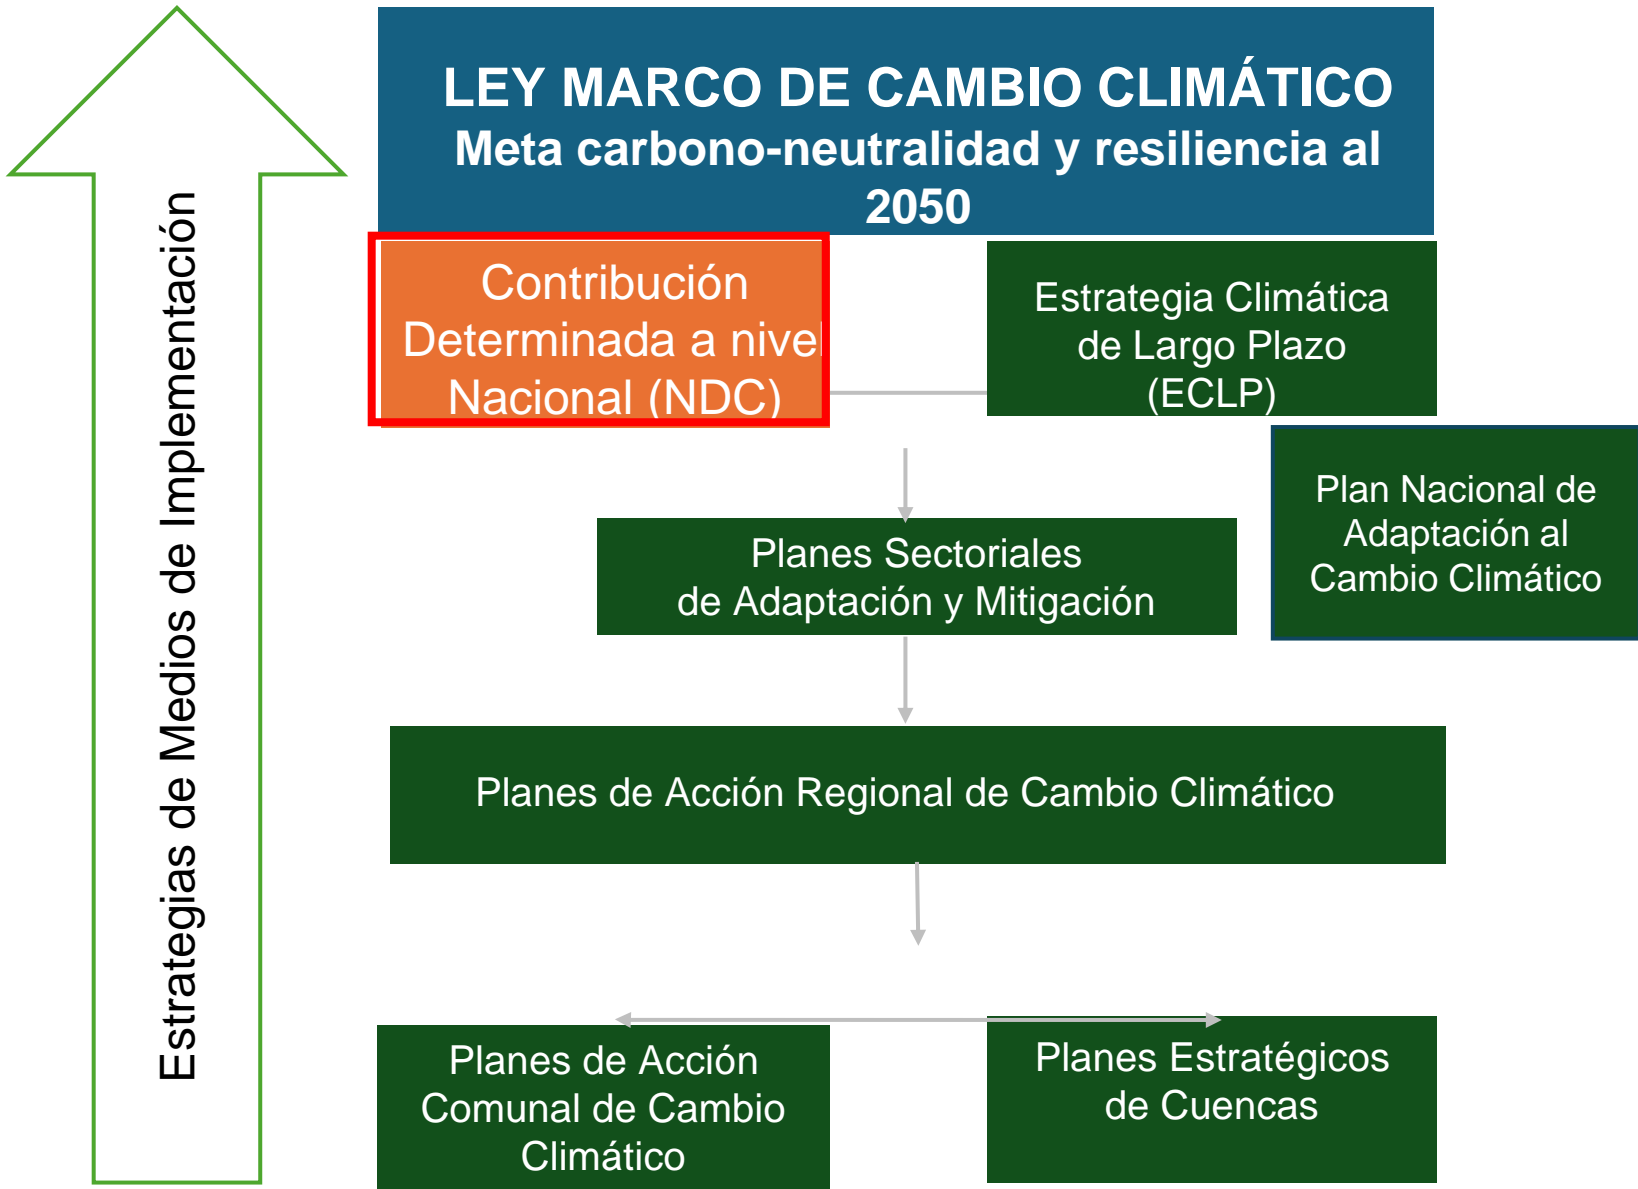 LEY MARCO DE CAMBIO CLIMÁTICO
Meta carbono-neutralidad y resiliencia al
2050
Contribución
Determinada a nivel
Nacional (NDC)
Estrategia Climática
de Largo Plazo
(ECLP)
Plan Nacional de
Adaptación al
Cambio Climático
Planes Sectoriales
de Adaptación y Mitigación
Planes de Acción Regional de Cambio Climático
Planes de Acción
Comunal de Cambio
Climático
Planes Estratégicos
de Cuencas
Estrategias de Medios de Implementación